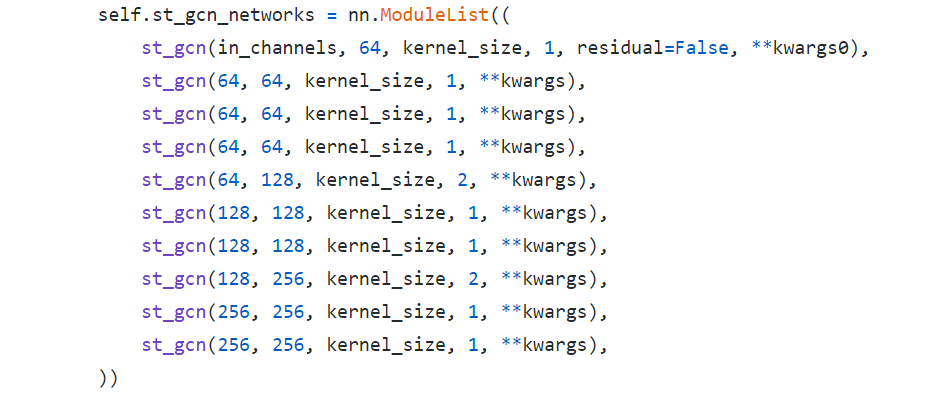 self.st_gcn_networks = nn.ModuleList((
st_gcn(in_channels, 64, kernel_size, 1, residual=False, **kwargs0),
st_gcn(64, 64, kernel_size, 1, **kwargs),
st_gcn(64, 64, kernel_size, 1, **kwargs),
st_gcn(64, 64, kernel_size, 1, **kwargs),
st_gcn(64, 128, kernel_size, 2, **kwargs),
st_gcn(128, 128, kernel_size, 1, **kwargs),
st_gcn(128, 128, kernel_size, 1, **kwargs),
st_gcn(128, 256, kernel_size, 2, **kwargs),
st_gcn(256, 256, kernel_size, 1, **kwargs),
st_gcn(256, 256, kernel_size, 1, **kwargs),
))